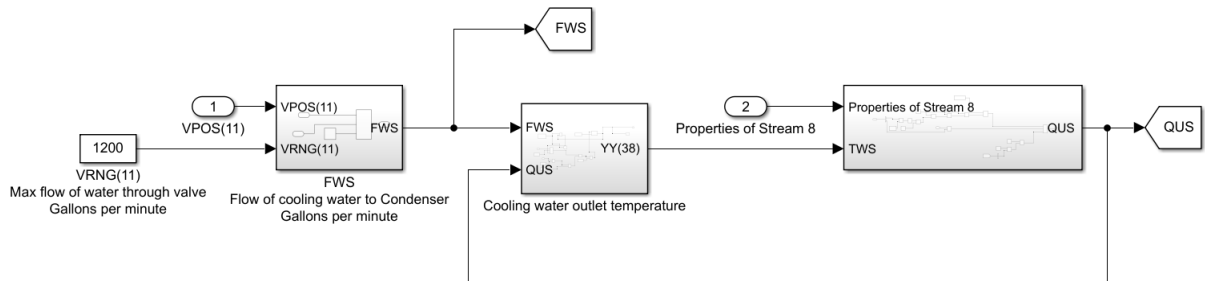 FWS
1
VPOS(11)
1200
VRNG(11)
Max flow of water through valve
Gallons per minute
VPOS(11)
VRNG(11)
FWS
FWS
Flow of cooling water to Condenser
Gallons per minute
FWS
QUS
YY(38)
Cooling water outlet temperature
2
Properties of Stream 8
Properties of Stream 8
TWS
QUS
QUS